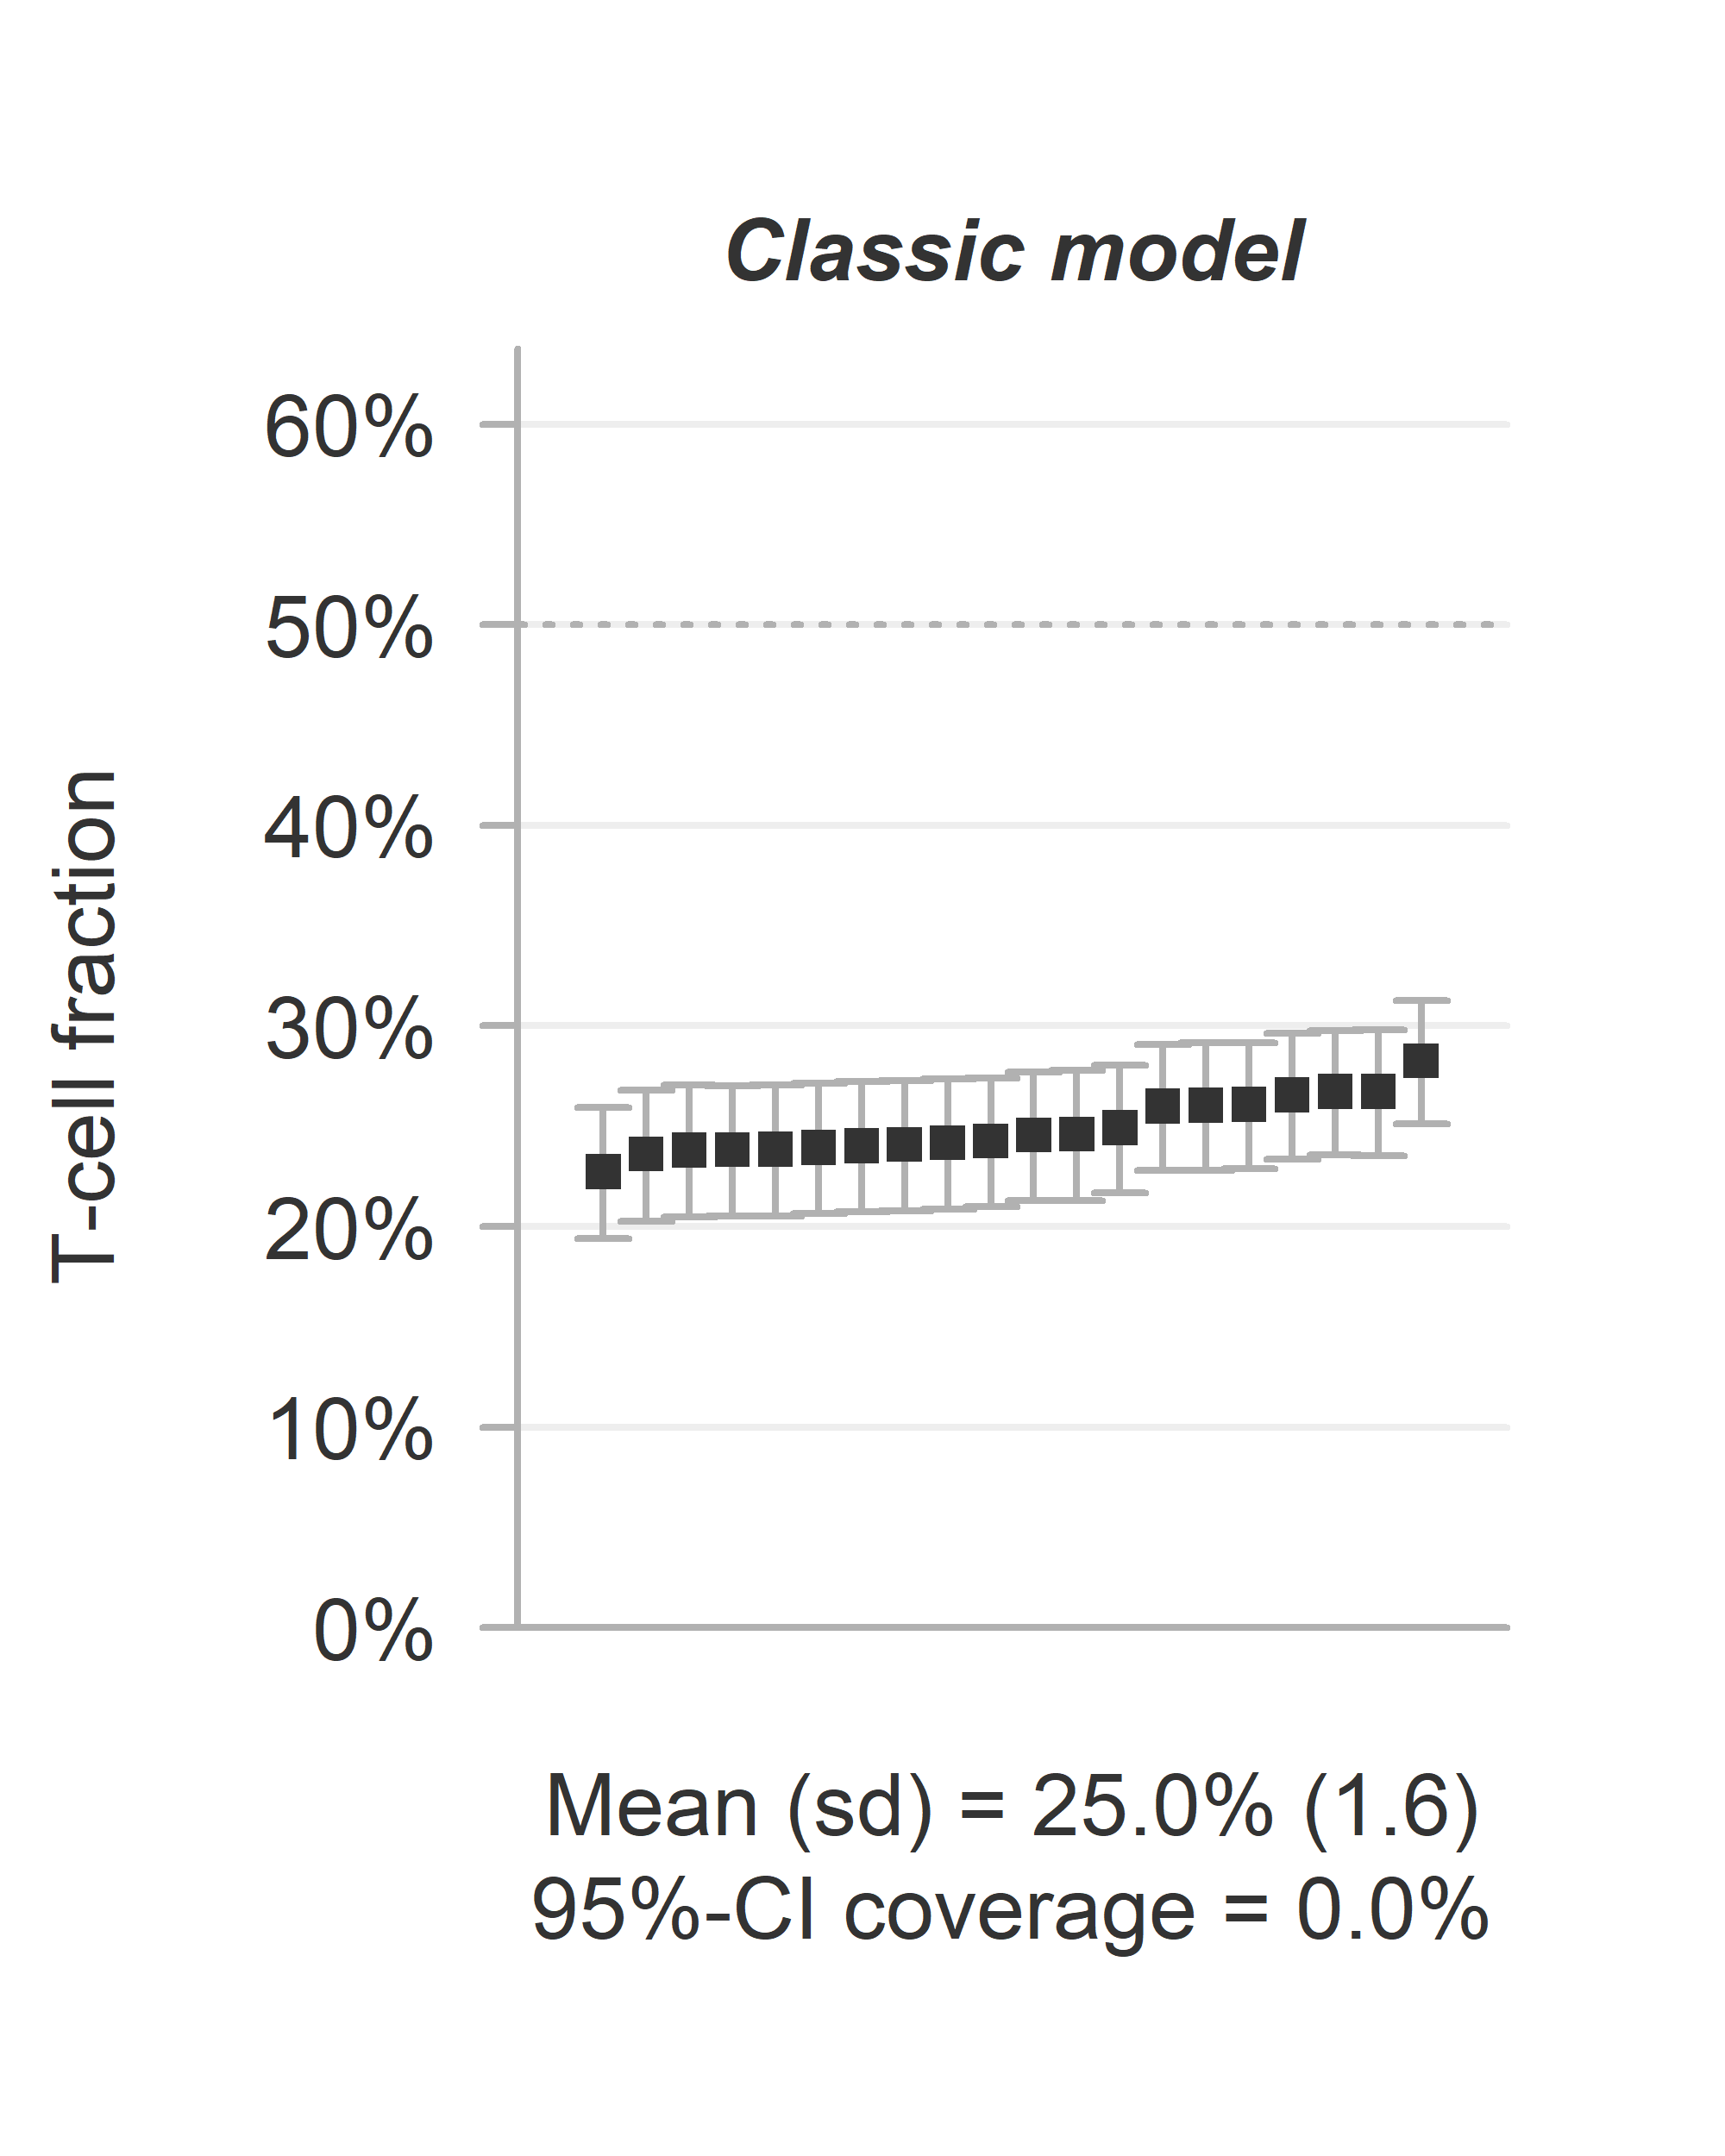 Classic model
60%
50%
40%
30%
20%
10%
0%
T-cell fraction
Mean (sd) = 25.0% (1.6)
95%-CI coverage = 0.0%